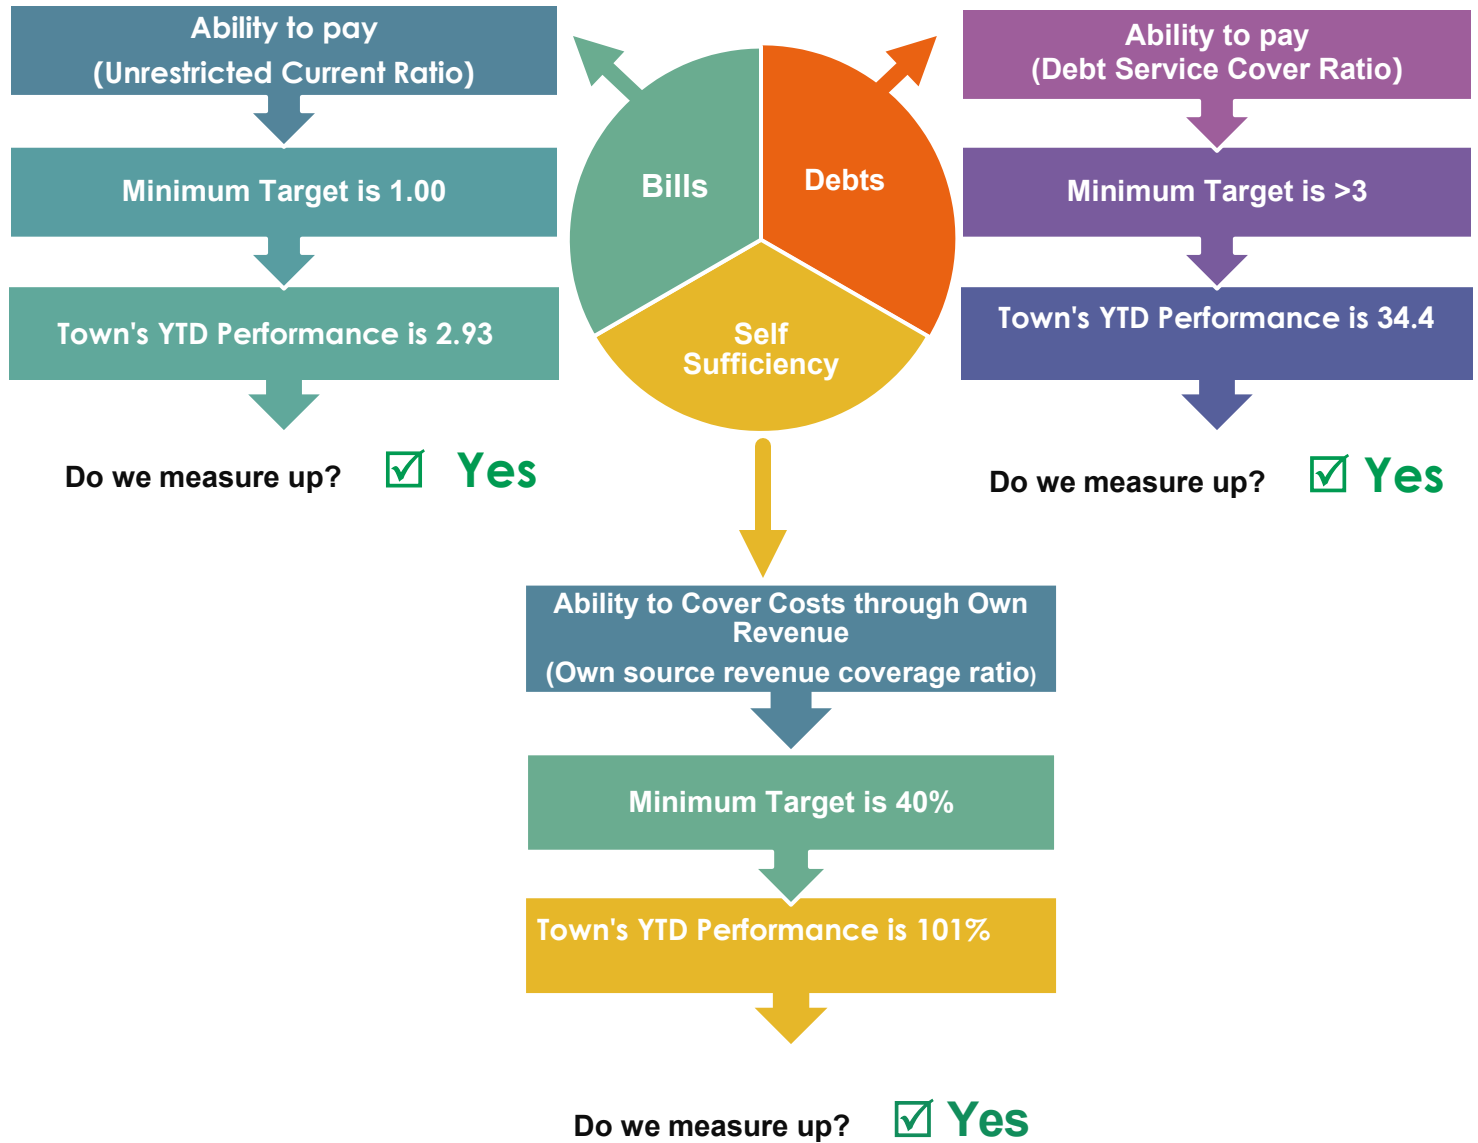 Ability to pay
(Unrestricted Current Ratio)
Minimum Target is 1.00
Town's YTD Performance is 2.93
Do we measure up? ☑ Yes
Bills
Debts
Self
Sufficiency
Ability to pay
(Debt Service Cover Ratio)
Minimum Target is >3
Town's YTD Performance is 34.4
Do we measure up? ☑ Yes
Ability to Cover Costs through Own
Revenue
(Own source revenue coverage ratio)
Minimum Target is 40%
Town's YTD Performance is 101%
Do we measure up? ☑ Yes